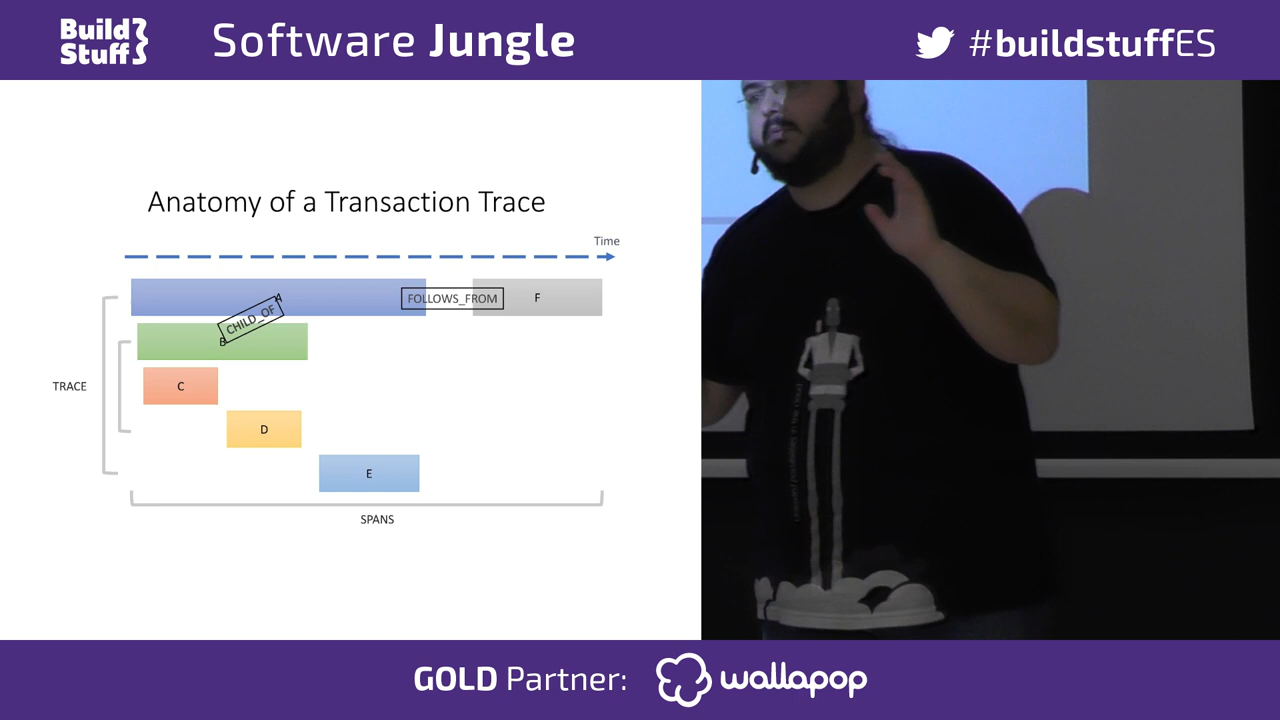 Build
Stuff
Software Jungle
#buildstuffES
Anatomy of a Transaction Trace
Time
A
FOLLOWS_FROM
F
CHILD_OF
B
TRACE
C
D
E
SPANS
GOLD Partner:
wallapop